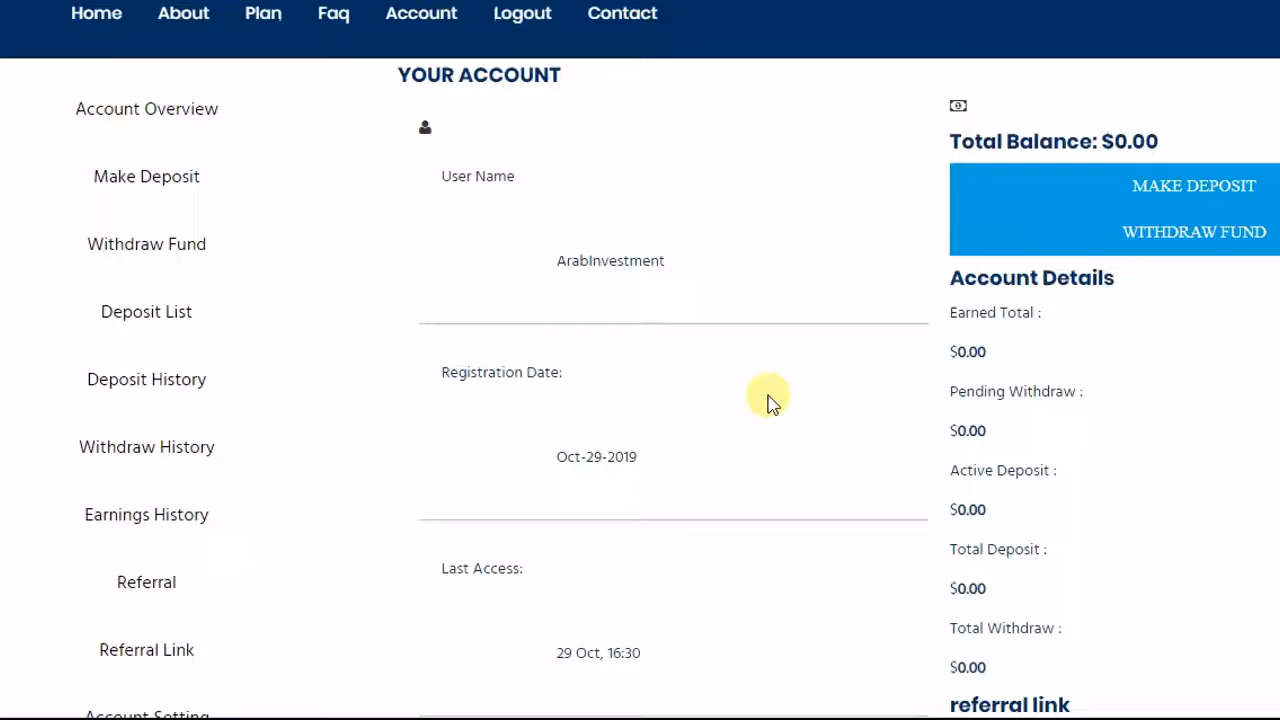 Home About Plan Faq Account Logout Contact
YOUR ACCOUNT
Account Overview
Make Deposit
Withdraw Fund
Deposit List
Deposit History
Withdraw History
Earnings History
Referral
Referral Link
Account Setting
User Name
ArabInvestment
Registration Date:
Oct-29-2019
Last Access:
29 Oct, 16:30
Total Balance: $0.00
MAKE DEPOSIT
WITHDRAW FUND
Account Details
Earned Total :
$0.00
Pending Withdraw :
$0.00
Active Deposit :
$0.00
Total Deposit :
$0.00
Total Withdraw :
$0.00
referral link